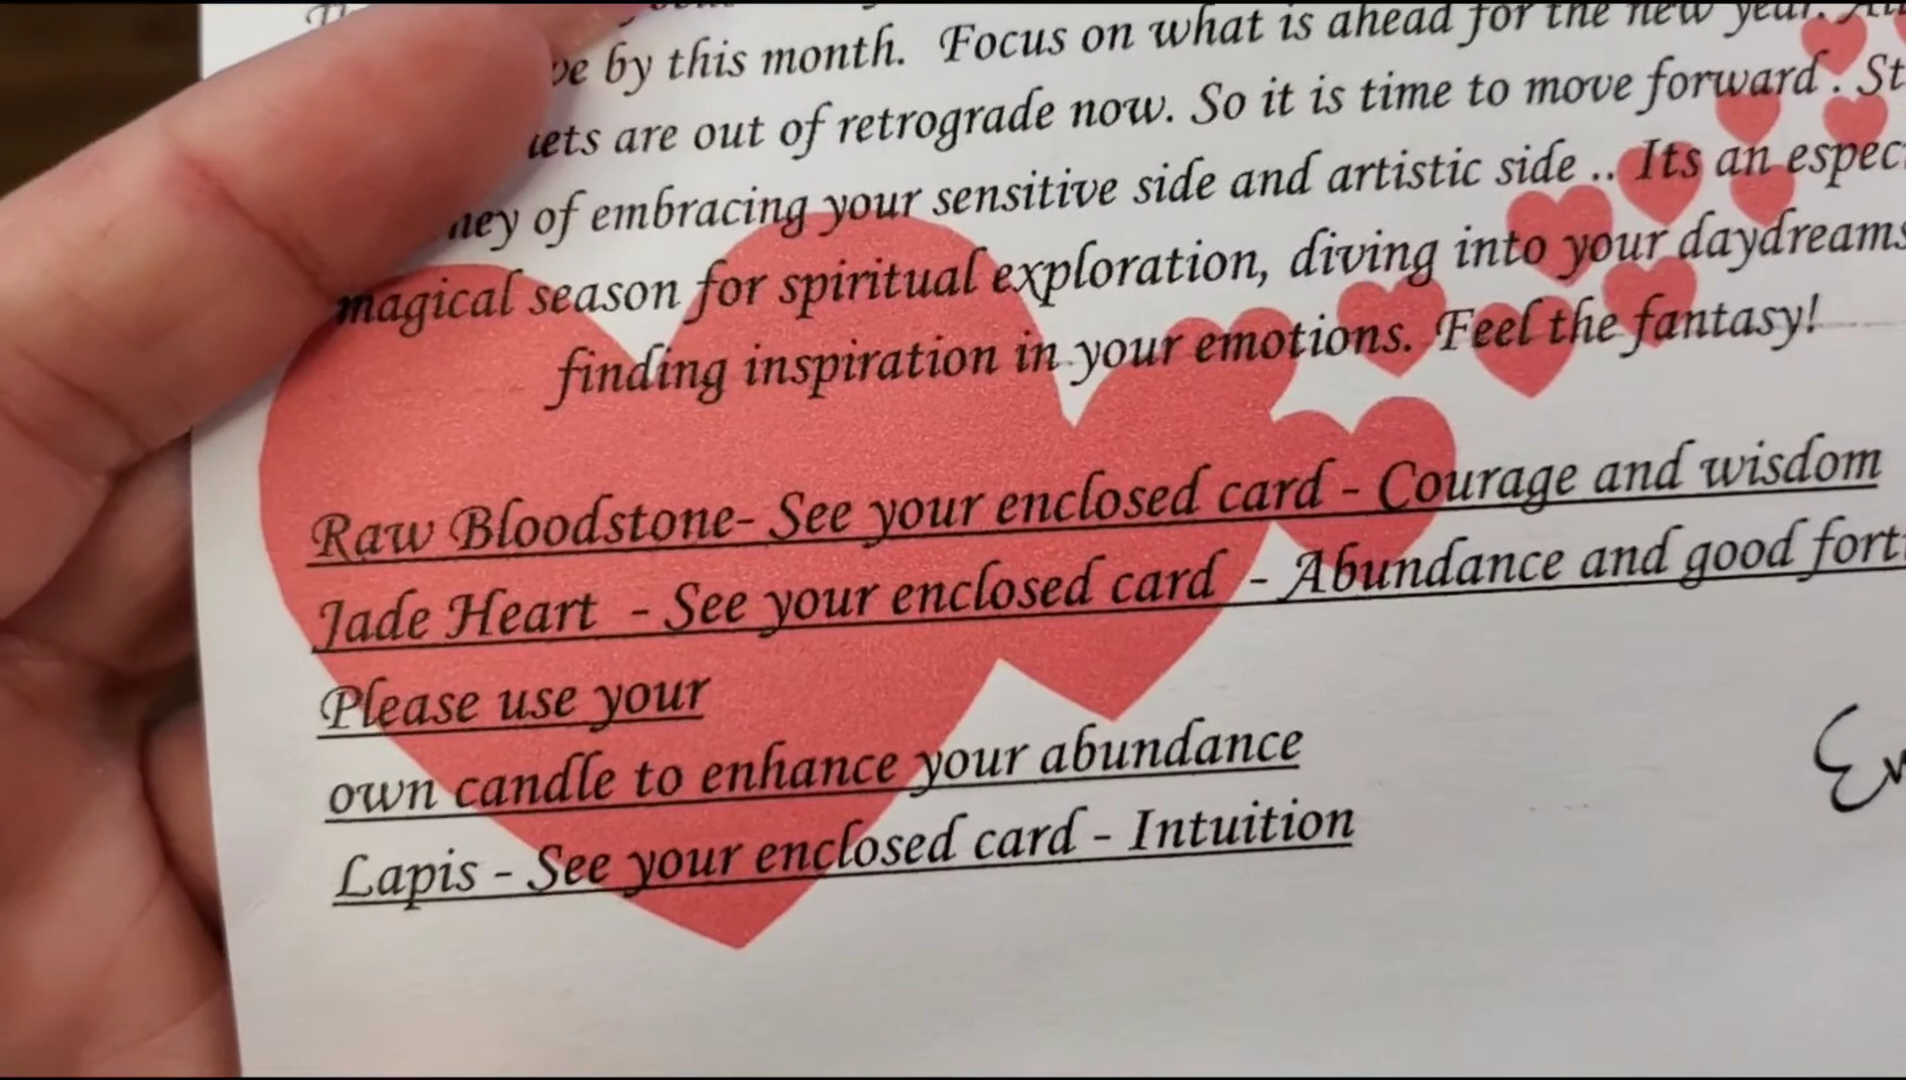 by this month. Focus on what is ahead for the new year.
are out of retrograde now. So it is time to move forward.
of embracing your sensitive side and artistic side .. Its an
magical season for spiritual exploration, diving into your daydreams
finding inspiration in your emotions. Feel the fantasy!
Raw Bloodstone- See your enclosed card - Courage and wisdom
Jade Heart - See your enclosed card - Abundance and good
Please use your
own candle to enhance your abundance
Lapis - See your enclosed card - Intuition